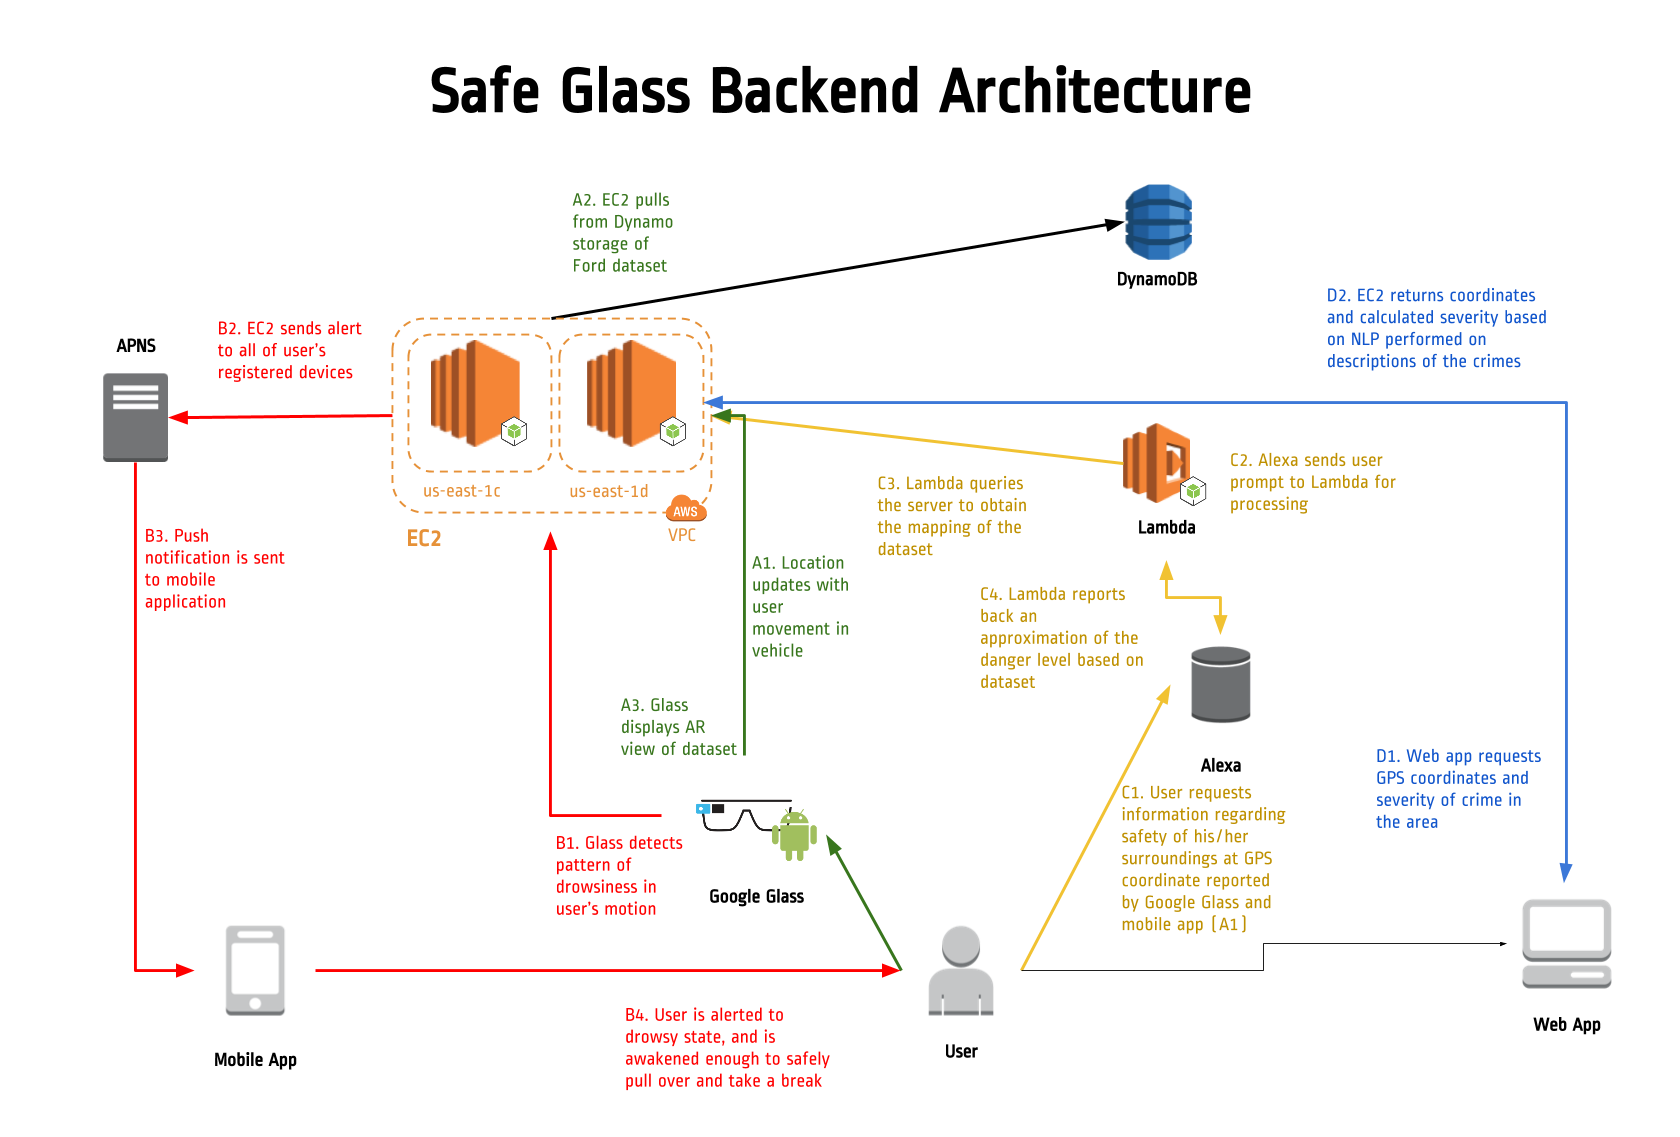 Safe Glass Backend Architecture
A2. EC2 pulls
from Dynamo
storage of
Ford dataset
DynamoDB
D2. EC2 returns coordinates
and calculated severity based
on NLP performed on
descriptions of the crimes
B2. EC2 sends alert
to all of user's
registered devices
APNS
us-east-1c
us-east-1d
AWS
VPC
EC2
C3. Lambda queries
the server to obtain
the mapping of the
dataset
C2. Alexa sends user
prompt to Lambda for
processing
Lambda
B3. Push
notification is sent
to mobile
application
A1. Location
updates with
user
movement in
vehicle
C4. Lambda reports
back an
approximation of the
danger level based on
dataset
A3. Glass
displays AR
view of dataset
Alexa
D1. Web app requests
GPS coordinates and
severity of crime in
the area
C1. User requests
information regarding
safety of his/her
surroundings at GPS
coordinate reported
by Google Glass and
mobile app [A1]
B1. Glass detects
pattern of
drowsiness in
user's motion
Google Glass
B4. User is alerted to
drowsy state, and is
awakened enough to safely
pull over and take a break
Mobile App
User
Web App